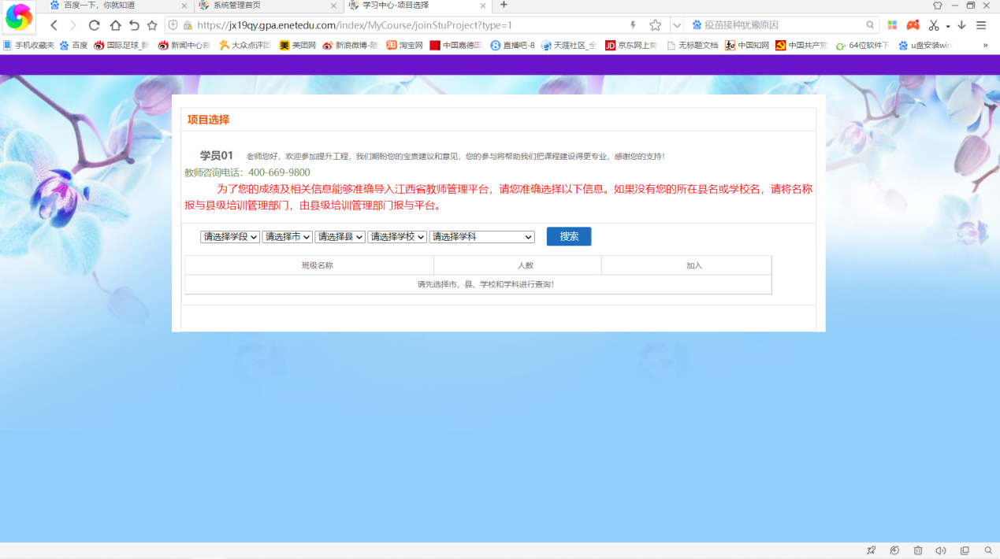 百度一下，你就知道
系统管理首页
学习中心-项目选择
https://jx19qy.gpa.enetedu.com/index/MyCourse/joinStuProject?type=1
疫苗接种犹豫原因
手机收藏夹 百度 国际足球_新 新闻中心首 大众点评团 美团网 新浪微博-随 淘宝网 中国嘉德国 直播吧-8 天涯社区_全 京东网上商 无标题文档 中国知网 中国共产党 64位软件下 u盘安装win »
项目选择
学员01 老师您好，欢迎参加提升工程，我们期盼您的宝贵建议和意见，您的参与将帮助我们把课程建设得更专业，感谢您的支持！
教师咨询电话：400-669-9800
为了您的成绩及相关信息能够准确导入江西省教师管理平台，请您准确选择以下信息。如果没有您的所在县名或学校名，请将名称
报与县级培训管理部门，由县级培训管理部门报与平台。
请选择学段 请选择市 请选择县 请选择学校 请选择学科 搜索
班级名称 人数 加入
请先选择市、县、学校和学科进行查询！